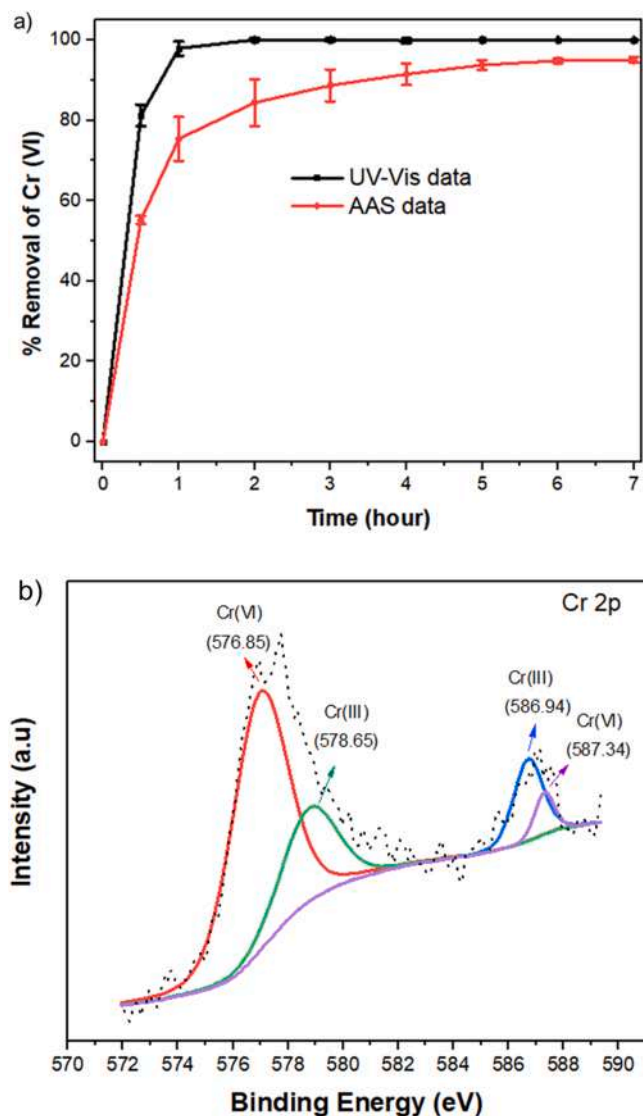 a)
100
80
60
40
20
0
% Removal of Cr (VI)
UV-Vis data
AAS data
0 1 2 3 4 5 6 7
Time (hour)
b)
Cr 2p
Cr(VI)
(576.85)
Cr(III)
(578.65)
Cr(III)
(586.94)
Cr(VI)
(587.34)
Intensity (a.u)
570 572 574 576 578 580 582 584 586 588 590
Binding Energy (eV)